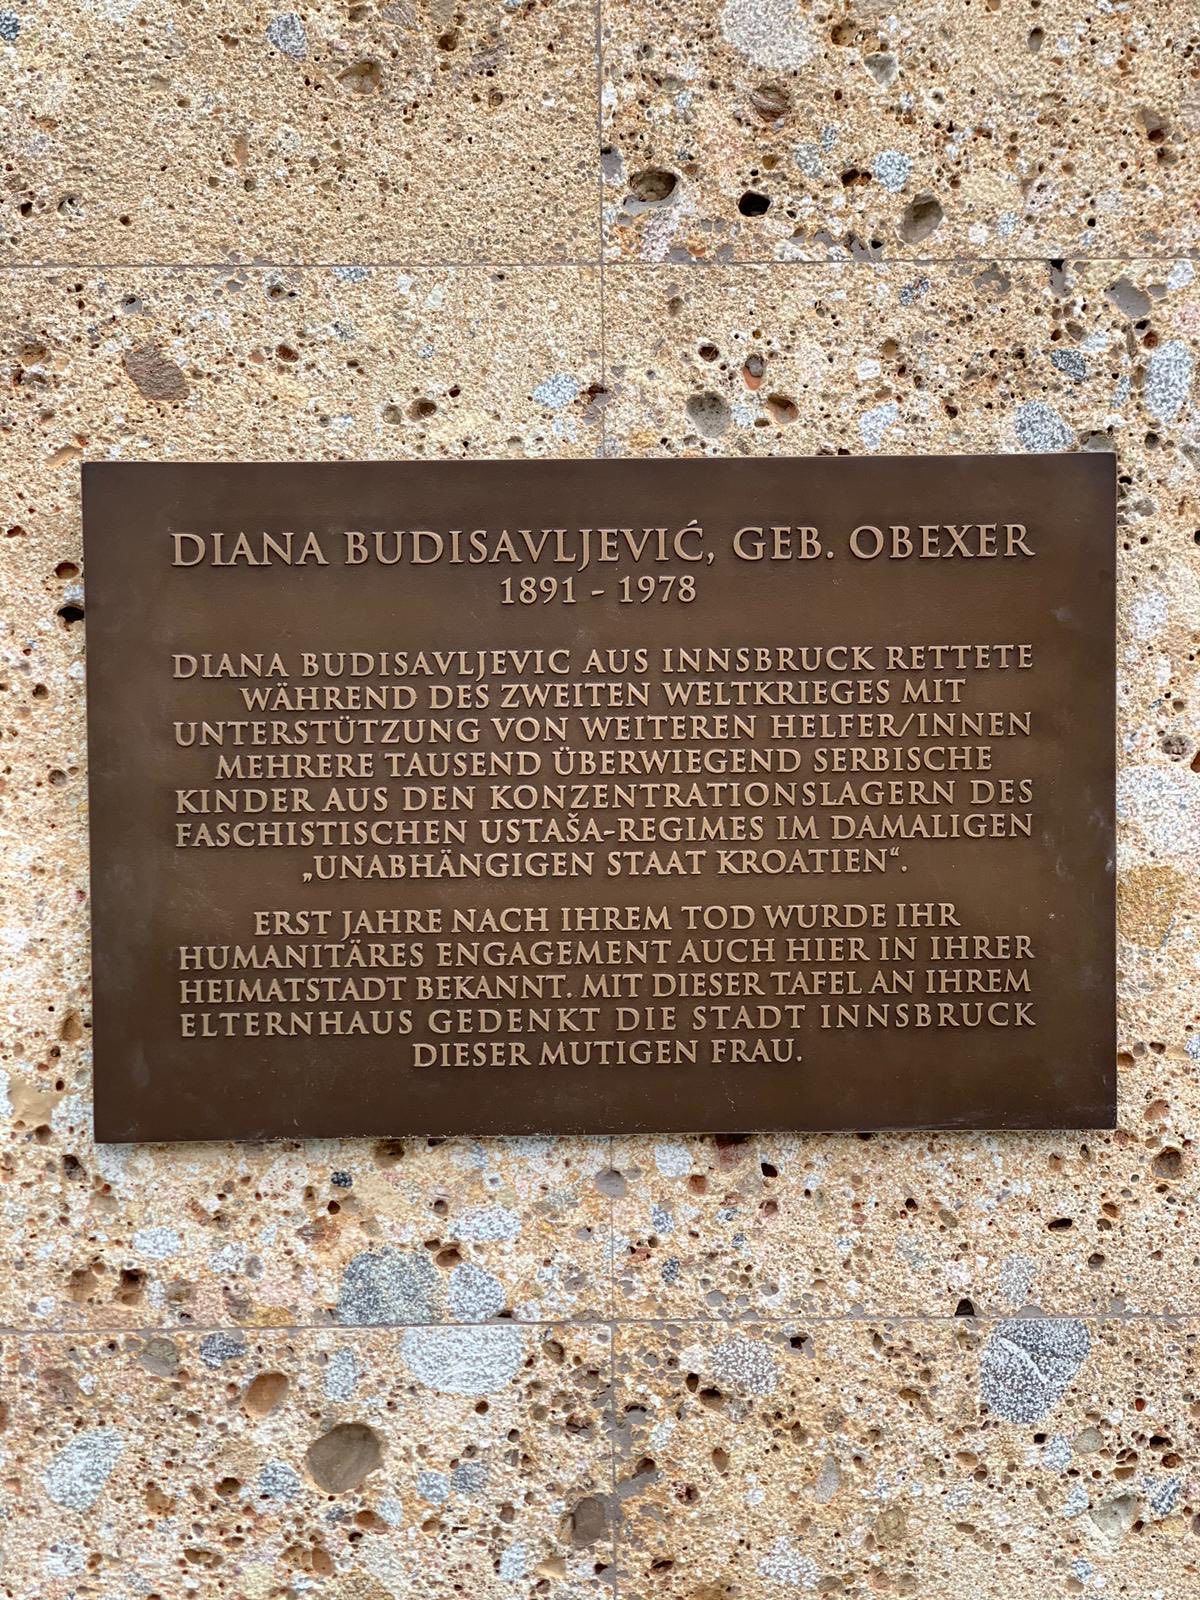 DIANA BUDISAVLJEVIĆ, GEB. OBEXER
1891 - 1978
DIANA BUDISAVLJEVIC AUS INNSBRUCK RETTETE
WÄHREND DES ZWEITEN WELTKRIEGES MIT
UNTERSTÜTZUNG VON WEITEREN HELFER/INNEN
MEHRERE TAUSEND ÜBERWIEGEND SERBISCHE
KINDER AUS DEN KONZENTRATIONSLAGERN DES
FASCHISTISCHEN USTAŠA-REGIMES IM DAMALIGEN
„UNABHÄNGIGEN STAAT KROATIEN“.
ERST JAHRE NACH IHREM TOD WURDE IHR
HUMANITÄRES ENGAGEMENT AUCH HIER IN IHRER
HEIMATSTADT BEKANNT. MIT DIESER TAFEL AN IHREM
ELTERNHAUS GEDENKT DIE STADT INNSBRUCK
DIESER MUTIGEN FRAU.